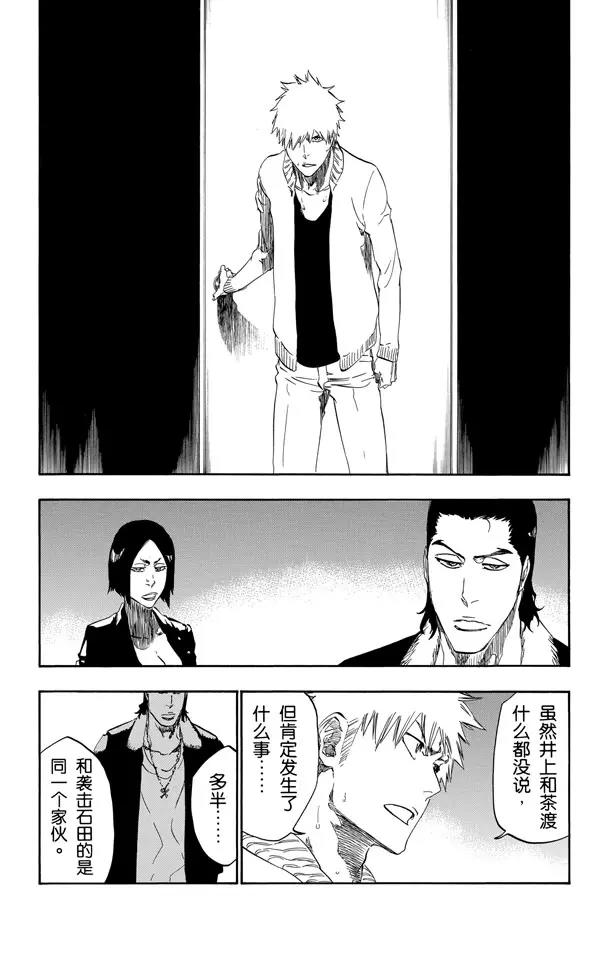 虽然井上和茶渡
什么都没说，
但肯定发生了
什么事……
多半……
和袭击石田的是
同一个家伙。